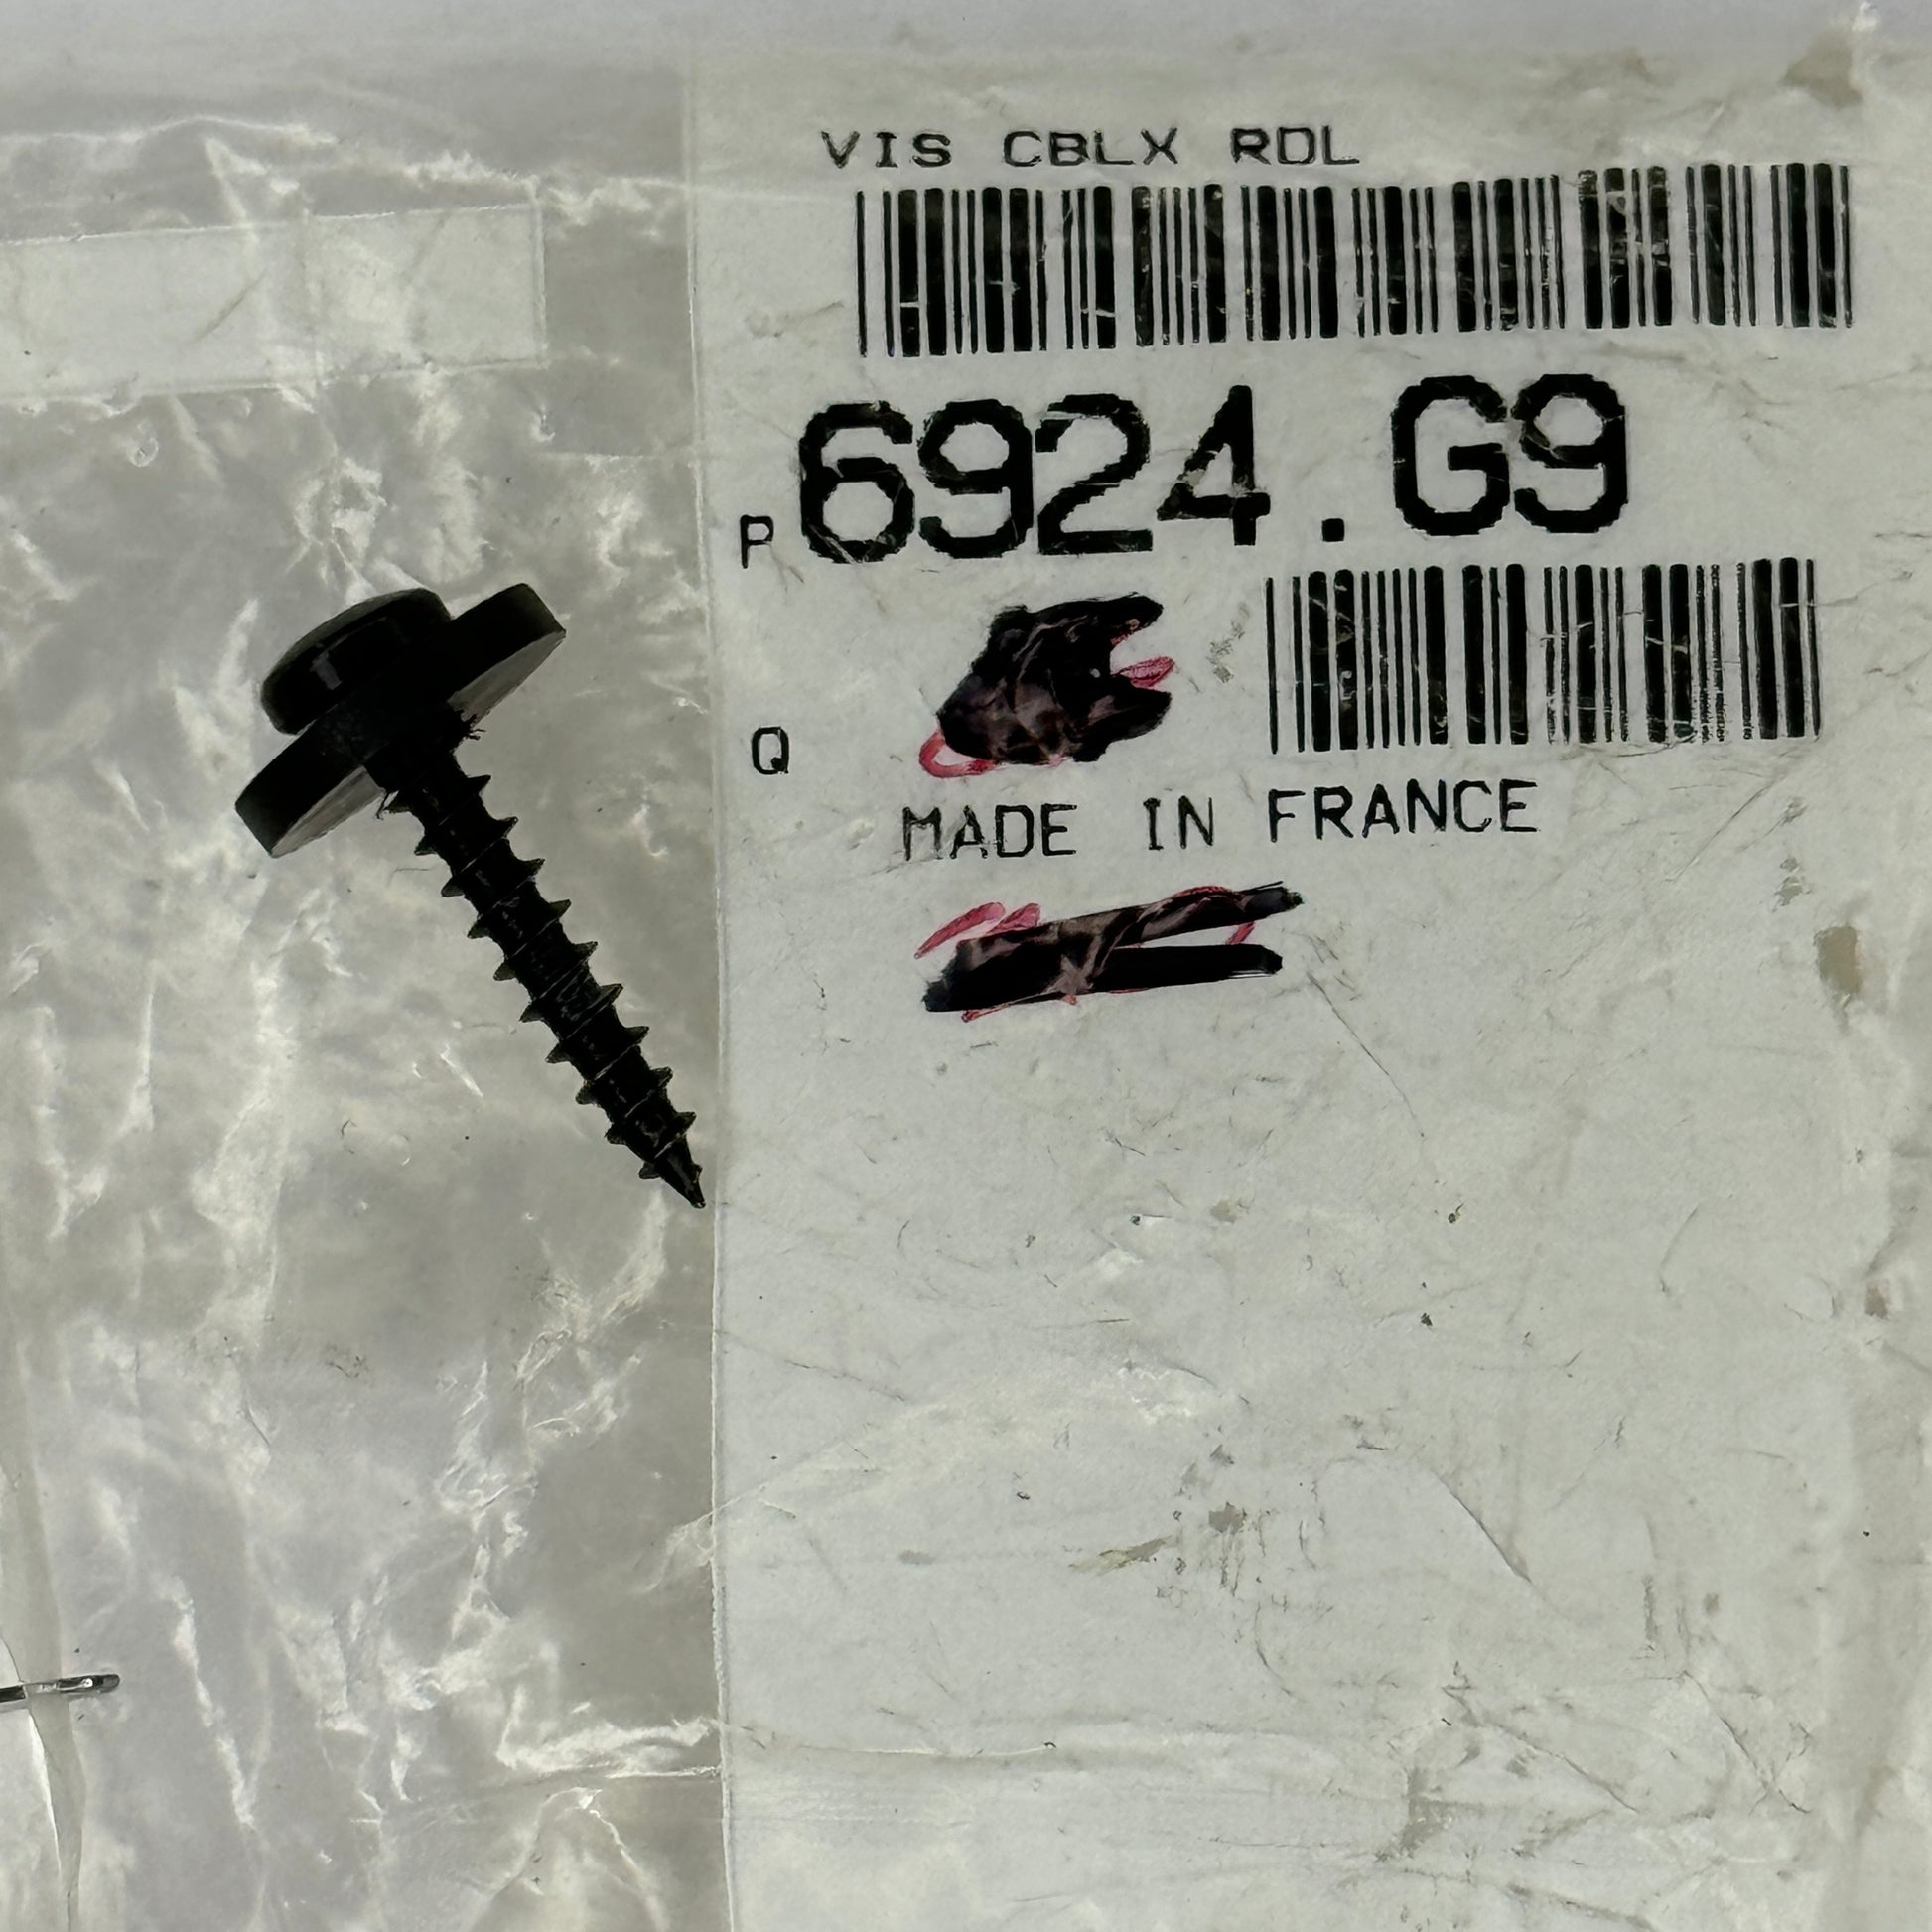 VIS CBLX RDL
P 6924.G9
Q
MADE IN FRANCE